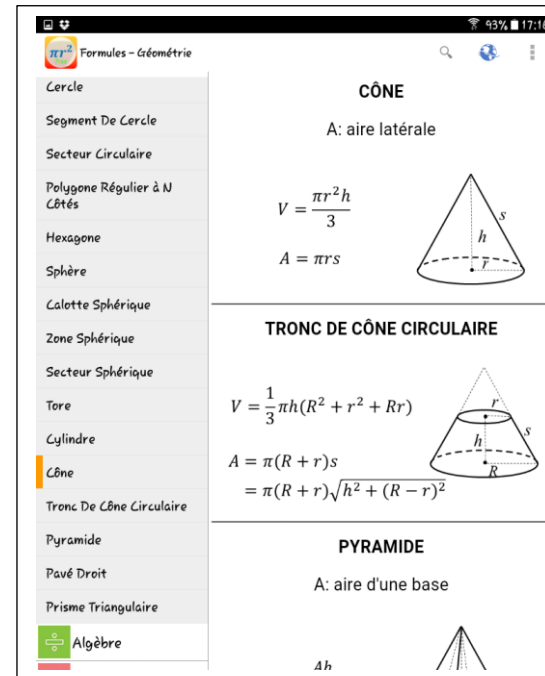 93% 17:16
πr² Formules - Géométrie
Cercle
Segment De Cercle
Secteur Circulaire
Polygone Régulier à N
Côtés
Hexagone
Sphère
Calotte Sphérique
Zone Sphérique
Secteur Sphérique
Tore
Cylindre
Cône
Tronc De Cône Circulaire
Pyramide
Pavé Droit
Prisme Triangulaire
Algèbre
CÔNE
A: aire latérale
V = πr²h/3
A = πrs
s
h
r
TRONC DE CÔNE CIRCULAIRE
V = 1/3 πh(R² + r² + Rr)
A = π(R + r)s
= π(R + r)√(h² + (R − r)²)
r
s
h
R
PYRAMIDE
A: aire d'une base
Ah